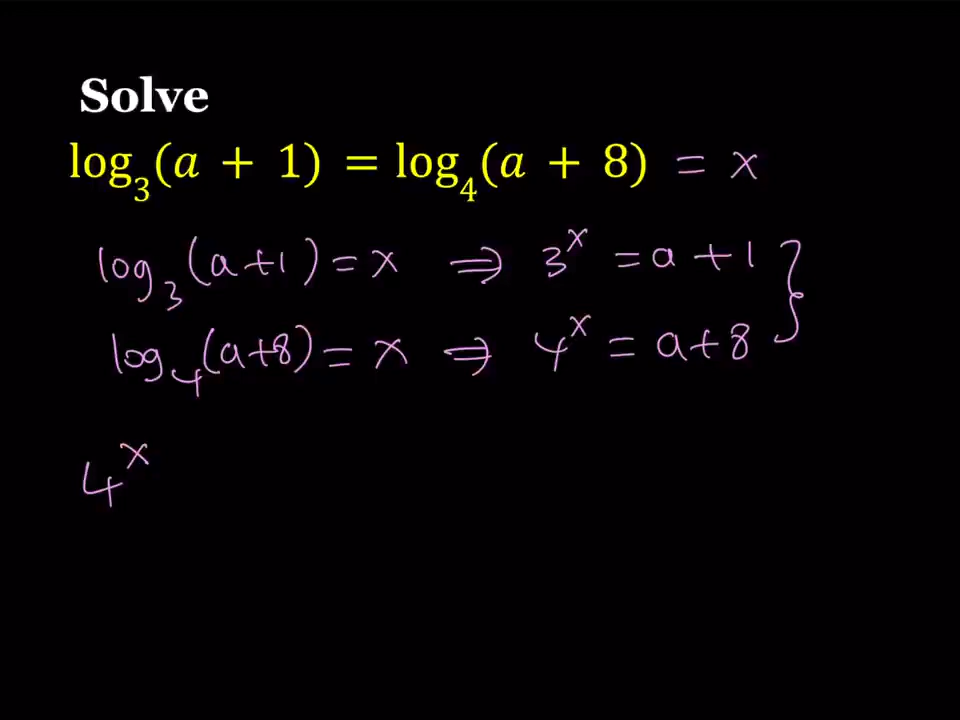 Solve
log₃(a + 1) = log₄(a + 8) = x
log₃(a+1) = x ⇒ 3ˣ = a+1
log₄(a+8) = x ⇒ 4ˣ = a+8
4ˣ